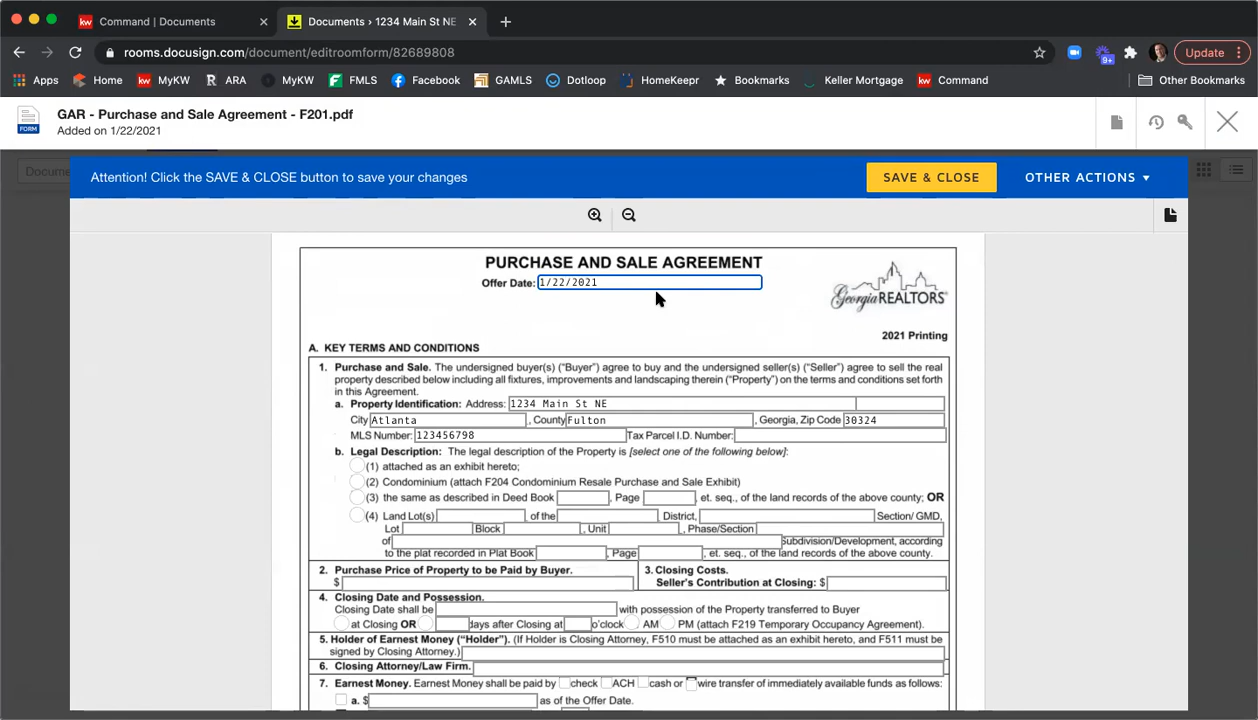 Command | Documents
Documents › 1234 Main St NE
rooms.docusign.com/document/editroomform/82689808
Update
Apps
Home
kw MyKW
R ARA
MyKW
F FMLS
Facebook
GAMLS
Dotloop
HomeKeepr
Bookmarks
Keller Mortgage
kw Command
Other Bookmarks
9+
FORM
GAR - Purchase and Sale Agreement - F201.pdf
Added on 1/22/2021
Attention! Click the SAVE & CLOSE button to save your changes
SAVE & CLOSE
OTHER ACTIONS
PURCHASE AND SALE AGREEMENT
Offer Date: 1/22/2021
Georgia REALTORS®
2021 Printing
A. KEY TERMS AND CONDITIONS
1. Purchase and Sale. The undersigned buyer(s) (“Buyer”) agree to buy and the undersigned seller(s) (“Seller”) agree to sell the real
property described below including all fixtures, improvements and landscaping therein (“Property”) on the terms and conditions set forth
in this Agreement.
a. Property Identification: Address: 1234 Main St NE
City Atlanta , County Fulton , Georgia, Zip Code 30324
MLS Number: 123456798 Tax Parcel I.D. Number:
b. Legal Description: The legal description of the Property is [select one of the following below]:
(1) attached as an exhibit hereto;
(2) Condominium (attach F204 Condominium Resale Purchase and Sale Exhibit)
(3) the same as described in Deed Book , Page , et. seq., of the land records of the above county; OR
(4) Land Lot(s) of the District, Section/ GMD,
Lot Block , Unit , Phase/Section
of Subdivision/Development, according
to the plat recorded in Plat Book , Page , et. seq., of the land records of the above county.
2. Purchase Price of Property to be Paid by Buyer.
$
3. Closing Costs.
Seller's Contribution at Closing: $
4. Closing Date and Possession.
Closing Date shall be with possession of the Property transferred to Buyer
at Closing OR days after Closing at o'clock AM PM (attach F219 Temporary Occupancy Agreement).
5. Holder of Earnest Money (“Holder”). (If Holder is Closing Attorney, F510 must be attached as an exhibit hereto, and F511 must be
signed by Closing Attorney.)
6. Closing Attorney/Law Firm.
7. Earnest Money. Earnest Money shall be paid by check ACH cash or wire transfer of immediately available funds as follows:
a. $ as of the Offer Date.